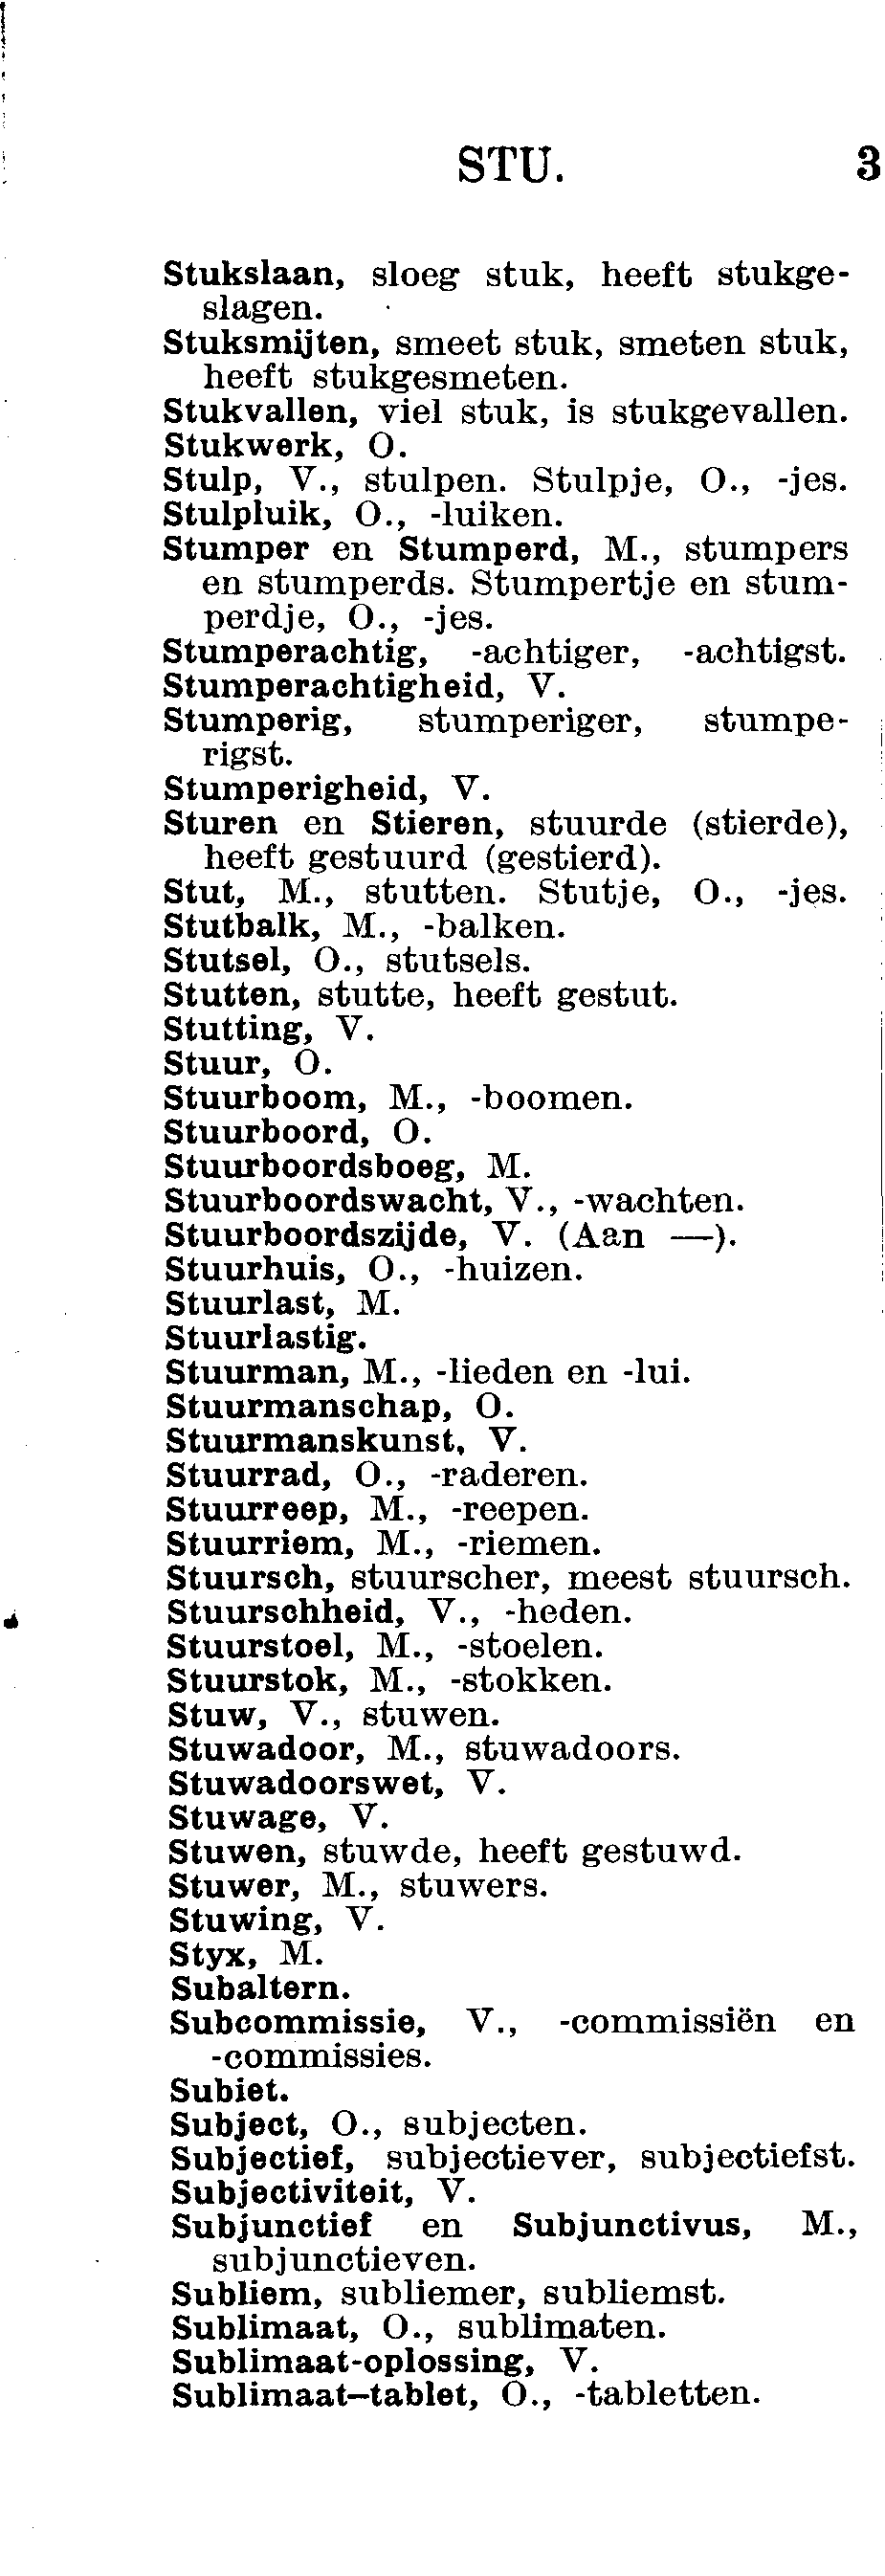 STU. 3
Stukslaan, sloeg stuk, heeft stukge-
slagen.
Stuksmijten, smeet stuk, smeten stuk,
heeft stukgesmeten.
Stukvallen, viel stuk, is stukgevallen.
Stukwerk, O.
Stulp, V., stulpen. Stulpje, O., -jes.
Stulpluik, O., -luiken.
Stumper en Stumperd, M., stumpers
en stumperds. Stumpertje en stum-
perdje, O., -jes.
Stumperachtig, -achtiger, -achtigst.
Stumperachtigheid, V.
Stumperig, stumperiger, stumpe-
rigst.
Stumperigheid, V.
Sturen en Stieren, stuurde (stierde),
heeft gestuurd (gestierd).
Stut, M., stutten. Stutje, O., -jes.
Stutbalk, M., -balken.
Stutsel, O., stutsels.
Stutten, stutte, heeft gestut.
Stutting, V.
Stuur, O.
Stuurboom, M., -boomen.
Stuurboord, O.
Stuurboordsboeg, M.
Stuurboordswacht, V., -wachten.
Stuurboordszijde, V. (Aan —).
Stuurhuis, O., -huizen.
Stuurlast, M.
Stuurlastig.
Stuurman, M., -lieden en -lui.
Stuurmanschap, O.
Stuurmanskunst, V.
Stuurrad, O., -raderen.
Stuurreep, M., -reepen.
Stuurriem, M., -riemen.
Stuursch, stuurscher, meest stuursch.
Stuurschheid, V., -heden.
Stuurstoel, M., -stoelen.
Stuurstok, M., -stokken.
Stuw, V., stuwen.
Stuwadoor, M., stuwadoors.
Stuwadoorswet, V.
Stuwage, V.
Stuwen, stuwde, heeft gestuwd.
Stuwer, M., stuwers.
Stuwing, V.
Styx, M.
Subaltern.
Subcommissie, V., -commissiën en
-commissies.
Subiet.
Subject, O., subjecten.
Subjectief, subjectiever, subjectiefst.
Subjectiviteit, V.
Subjunctief en Subjunctivus, M.,
subjunctieven.
Subliem, subliemer, subliemst.
Sublimaat, O., sublimaten.
Sublimaat-oplossing, V.
Sublimaat–tablet, O., -tabletten.